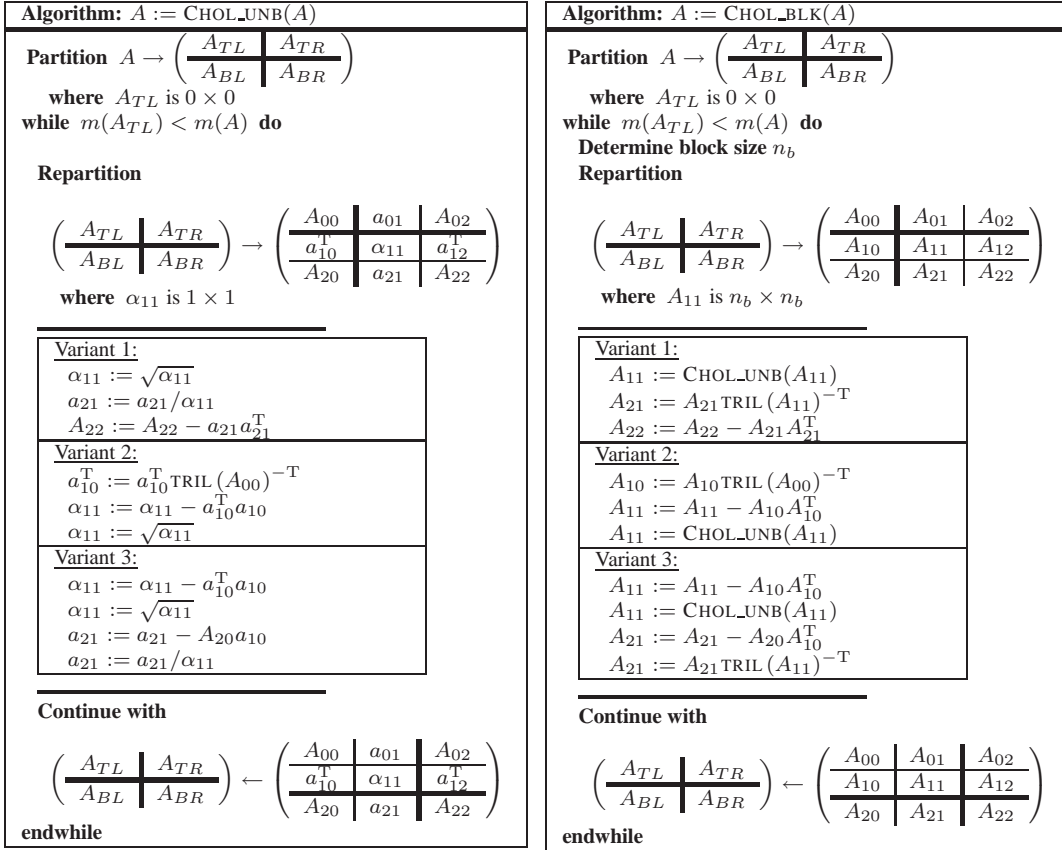 Algorithm: A := CHOL_UNB(A)
Partition A → ( A_TL A_TR
A_BL A_BR )
where A_TL is 0 × 0
while m(A_TL) < m(A) do
Repartition
( A_TL A_TR
A_BL A_BR ) → ( A_00 a_01 A_02
a_10^T α_11 a_12^T
A_20 a_21 A_22 )
where α_11 is 1 × 1
Variant 1:
α_11 := √α_11
a_21 := a_21/α_11
A_22 := A_22 − a_21 a_21^T
Variant 2:
a_10^T := a_10^T TRIL (A_00)^−T
α_11 := α_11 − a_10^T a_10
α_11 := √α_11
Variant 3:
α_11 := α_11 − a_10^T a_10
α_11 := √α_11
a_21 := a_21 − A_20 a_10
a_21 := a_21/α_11
Continue with
( A_TL A_TR
A_BL A_BR ) ← ( A_00 a_01 A_02
a_10^T α_11 a_12^T
A_20 a_21 A_22 )
endwhile
Algorithm: A := CHOL_BLK(A)
Partition A → ( A_TL A_TR
A_BL A_BR )
where A_TL is 0 × 0
while m(A_TL) < m(A) do
Determine block size n_b
Repartition
( A_TL A_TR
A_BL A_BR ) → ( A_00 A_01 A_02
A_10 A_11 A_12
A_20 A_21 A_22 )
where A_11 is n_b × n_b
Variant 1:
A_11 := CHOL_UNB(A_11)
A_21 := A_21 TRIL (A_11)^−T
A_22 := A_22 − A_21 A_21^T
Variant 2:
A_10 := A_10 TRIL (A_00)^−T
A_11 := A_11 − A_10 A_10^T
A_11 := CHOL_UNB(A_11)
Variant 3:
A_11 := A_11 − A_10 A_10^T
A_11 := CHOL_UNB(A_11)
A_21 := A_21 − A_20 A_10^T
A_21 := A_21 TRIL (A_11)^−T
Continue with
( A_TL A_TR
A_BL A_BR ) ← ( A_00 A_01 A_02
A_10 A_11 A_12
A_20 A_21 A_22 )
endwhile